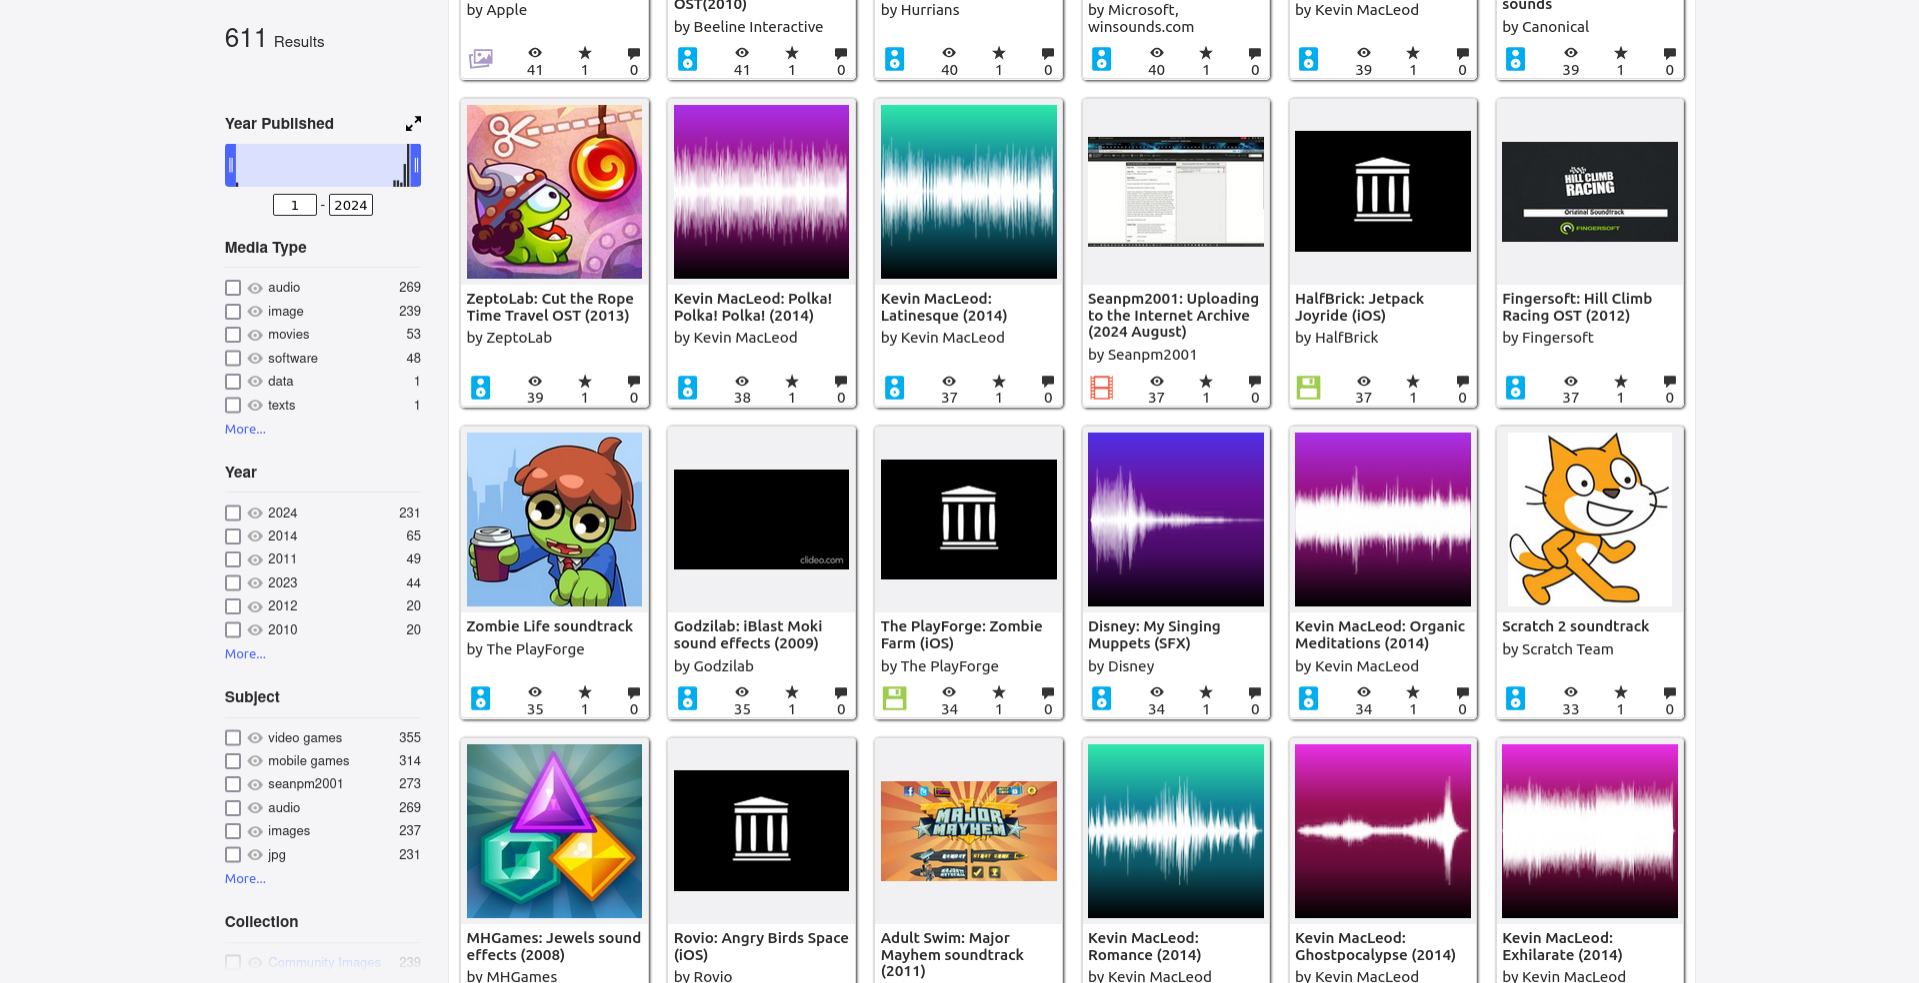 611 Results
Year Published
1 - 2024
Media Type
audio 269
image 239
movies 53
software 48
data 1
texts 1
More...
Year
2024 231
2014 65
2011 49
2023 44
2012 20
2010 20
More...
Subject
video games 355
mobile games 314
seanpm2001 273
audio 269
images 237
jpg 231
More...
Collection
Community Images 239
by Apple
41 1 0
OST(2010)
by Beeline Interactive
41 1 0
by Hurrians
40 1 0
by Microsoft,
winsounds.com
40 1 0
by Kevin MacLeod
39 1 0
sounds
by Canonical
39 1 0
ZeptoLab: Cut the Rope
Time Travel OST (2013)
by ZeptoLab
39 1 0
Kevin MacLeod: Polka!
Polka! Polka! (2014)
by Kevin MacLeod
38 1 0
Kevin MacLeod:
Latinesque (2014)
by Kevin MacLeod
37 1 0
Seanpm2001: Uploading
to the Internet Archive
(2024 August)
by Seanpm2001
37 1 0
HalfBrick: Jetpack
Joyride (iOS)
by HalfBrick
37 1 0
HILL CLIMB
RACING
Original Soundtrack
FINGERSOFT
Fingersoft: Hill Climb
Racing OST (2012)
by Fingersoft
37 1 0
Zombie Life soundtrack
by The PlayForge
35 1 0
clideo.com
Godzilab: iBlast Moki
sound effects (2009)
by Godzilab
35 1 0
The PlayForge: Zombie
Farm (iOS)
by The PlayForge
34 1 0
Disney: My Singing
Muppets (SFX)
by Disney
34 1 0
Kevin MacLeod: Organic
Meditations (2014)
by Kevin MacLeod
34 1 0
Scratch 2 soundtrack
by Scratch Team
33 1 0
MHGames: Jewels sound
effects (2008)
by MHGames
Rovio: Angry Birds Space
(iOS)
by Rovio
MAJOR
MAYHEM
Adult Swim: Major
Mayhem soundtrack
(2011)
Kevin MacLeod:
Romance (2014)
by Kevin MacLeod
Kevin MacLeod:
Ghostpocalypse (2014)
by Kevin MacLeod
Kevin MacLeod:
Exhilarate (2014)
by Kevin MacLeod